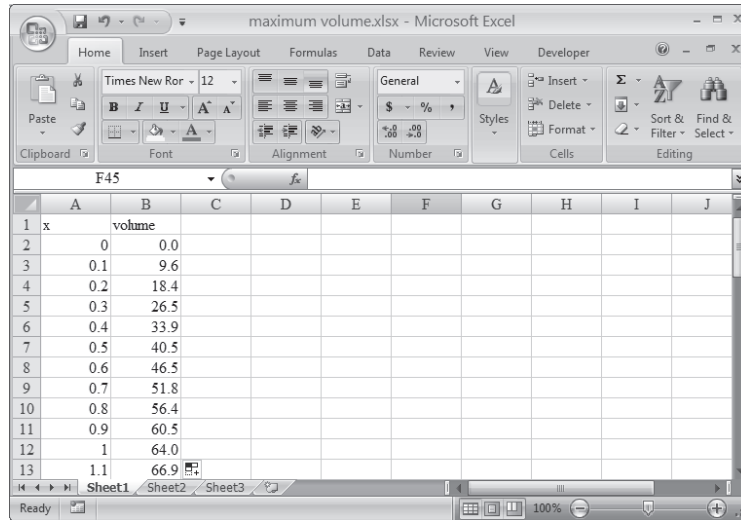 maximum volume.xlsx - Microsoft Excel
Home Insert Page Layout Formulas Data Review View Developer
Paste
Clipboard
Times New Ror 12
B I U A A
A
Font
Alignment
General
$ % ,
.0 .00
.00 .0
Number
A
Styles
Insert
Delete
Format
Cells
Σ
A Z
Sort & Filter
Find & Select
Editing
F45 fx
A B C D E F G H I J
1 x volume
2 0 0.0
3 0.1 9.6
4 0.2 18.4
5 0.3 26.5
6 0.4 33.9
7 0.5 40.5
8 0.6 46.5
9 0.7 51.8
10 0.8 56.4
11 0.9 60.5
12 1 64.0
13 1.1 66.9
Sheet1 Sheet2 Sheet3
Ready 100%